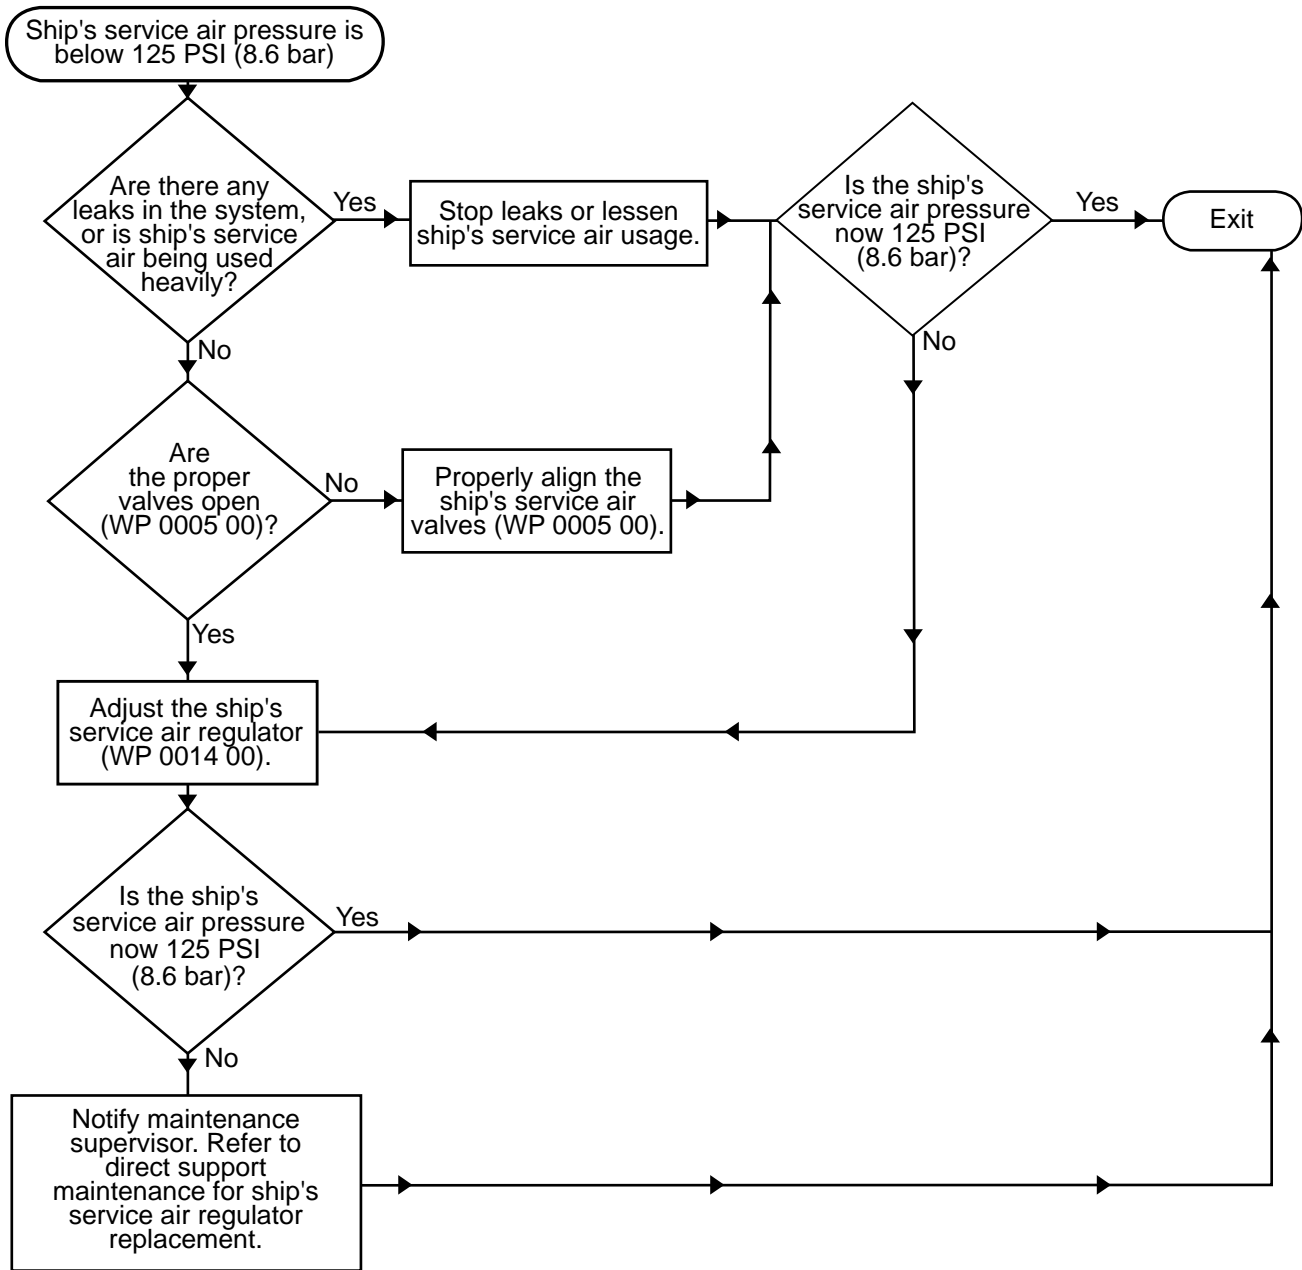 Ship's service air pressure is
below 125 PSI (8.6 bar)
Are there any
leaks in the system,
or is ship's service
air being used
heavily?
Yes
Stop leaks or lessen
ship's service air usage.
Is the ship's
service air pressure
now 125 PSI
(8.6 bar)?
Yes
Exit
No
No
Are
the proper
valves open
(WP 0005 00)?
No
Properly align the
ship's service air
valves (WP 0005 00).
Yes
Adjust the ship's
service air regulator
(WP 0014 00).
Is the ship's
service air pressure
now 125 PSI
(8.6 bar)?
Yes
No
Notify maintenance
supervisor. Refer to
direct support
maintenance for ship's
service air regulator
replacement.